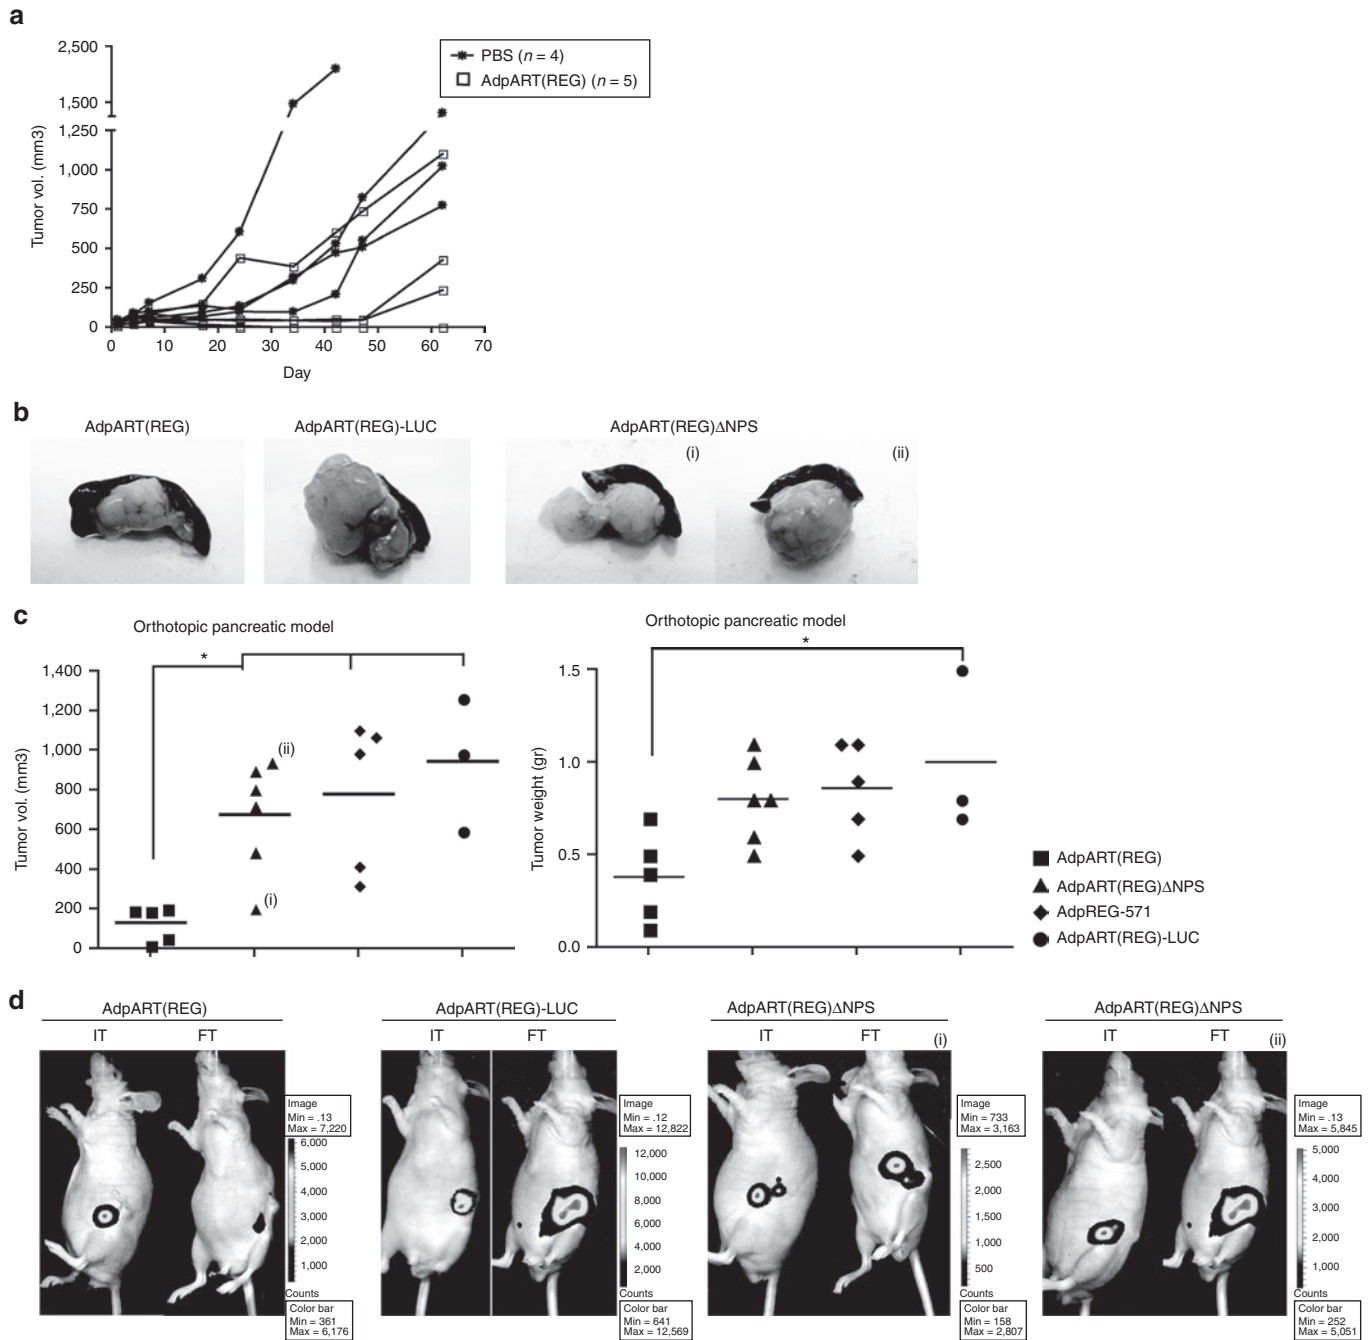 a
2,500
1,500
1,250
1,000
750
500
250
0
Tumor vol. (mm3)
0 10 20 30 40 50 60 70
Day
PBS (n = 4)
AdpART(REG) (n = 5)
b
AdpART(REG)
AdpART(REG)-LUC
AdpART(REG)ΔNPS
(i)
(ii)
c
Orthotopic pancreatic model
*
1,400
1,200
1,000
800
600
400
200
0
Tumor vol. (mm3)
(ii)
(i)
Orthotopic pancreatic model
*
1.5
1.0
0.5
0.0
Tumor weight (gr)
AdpART(REG)
AdpART(REG)ΔNPS
AdpREG-571
AdpART(REG)-LUC
d
AdpART(REG)
IT FT
Image
Min = .13
Max = 7,220
6,000
5,000
4,000
3,000
2,000
1,000
Counts
Color bar
Min = 361
Max = 6,176
AdpART(REG)-LUC
IT FT
Image
Min = .12
Max = 12,822
12,000
10,000
8,000
6,000
4,000
2,000
Counts
Color bar
Min = 641
Max = 12,569
AdpART(REG)ΔNPS
IT FT
(i)
Image
Min = 733
Max = 3,163
2,500
2,000
1,500
1,000
500
Counts
Color bar
Min = 158
Max = 2,807
AdpART(REG)ΔNPS
IT FT
(ii)
Image
Min = .13
Max = 5,845
5,000
4,000
3,000
2,000
1,000
Counts
Color bar
Min = 252
Max = 5,051